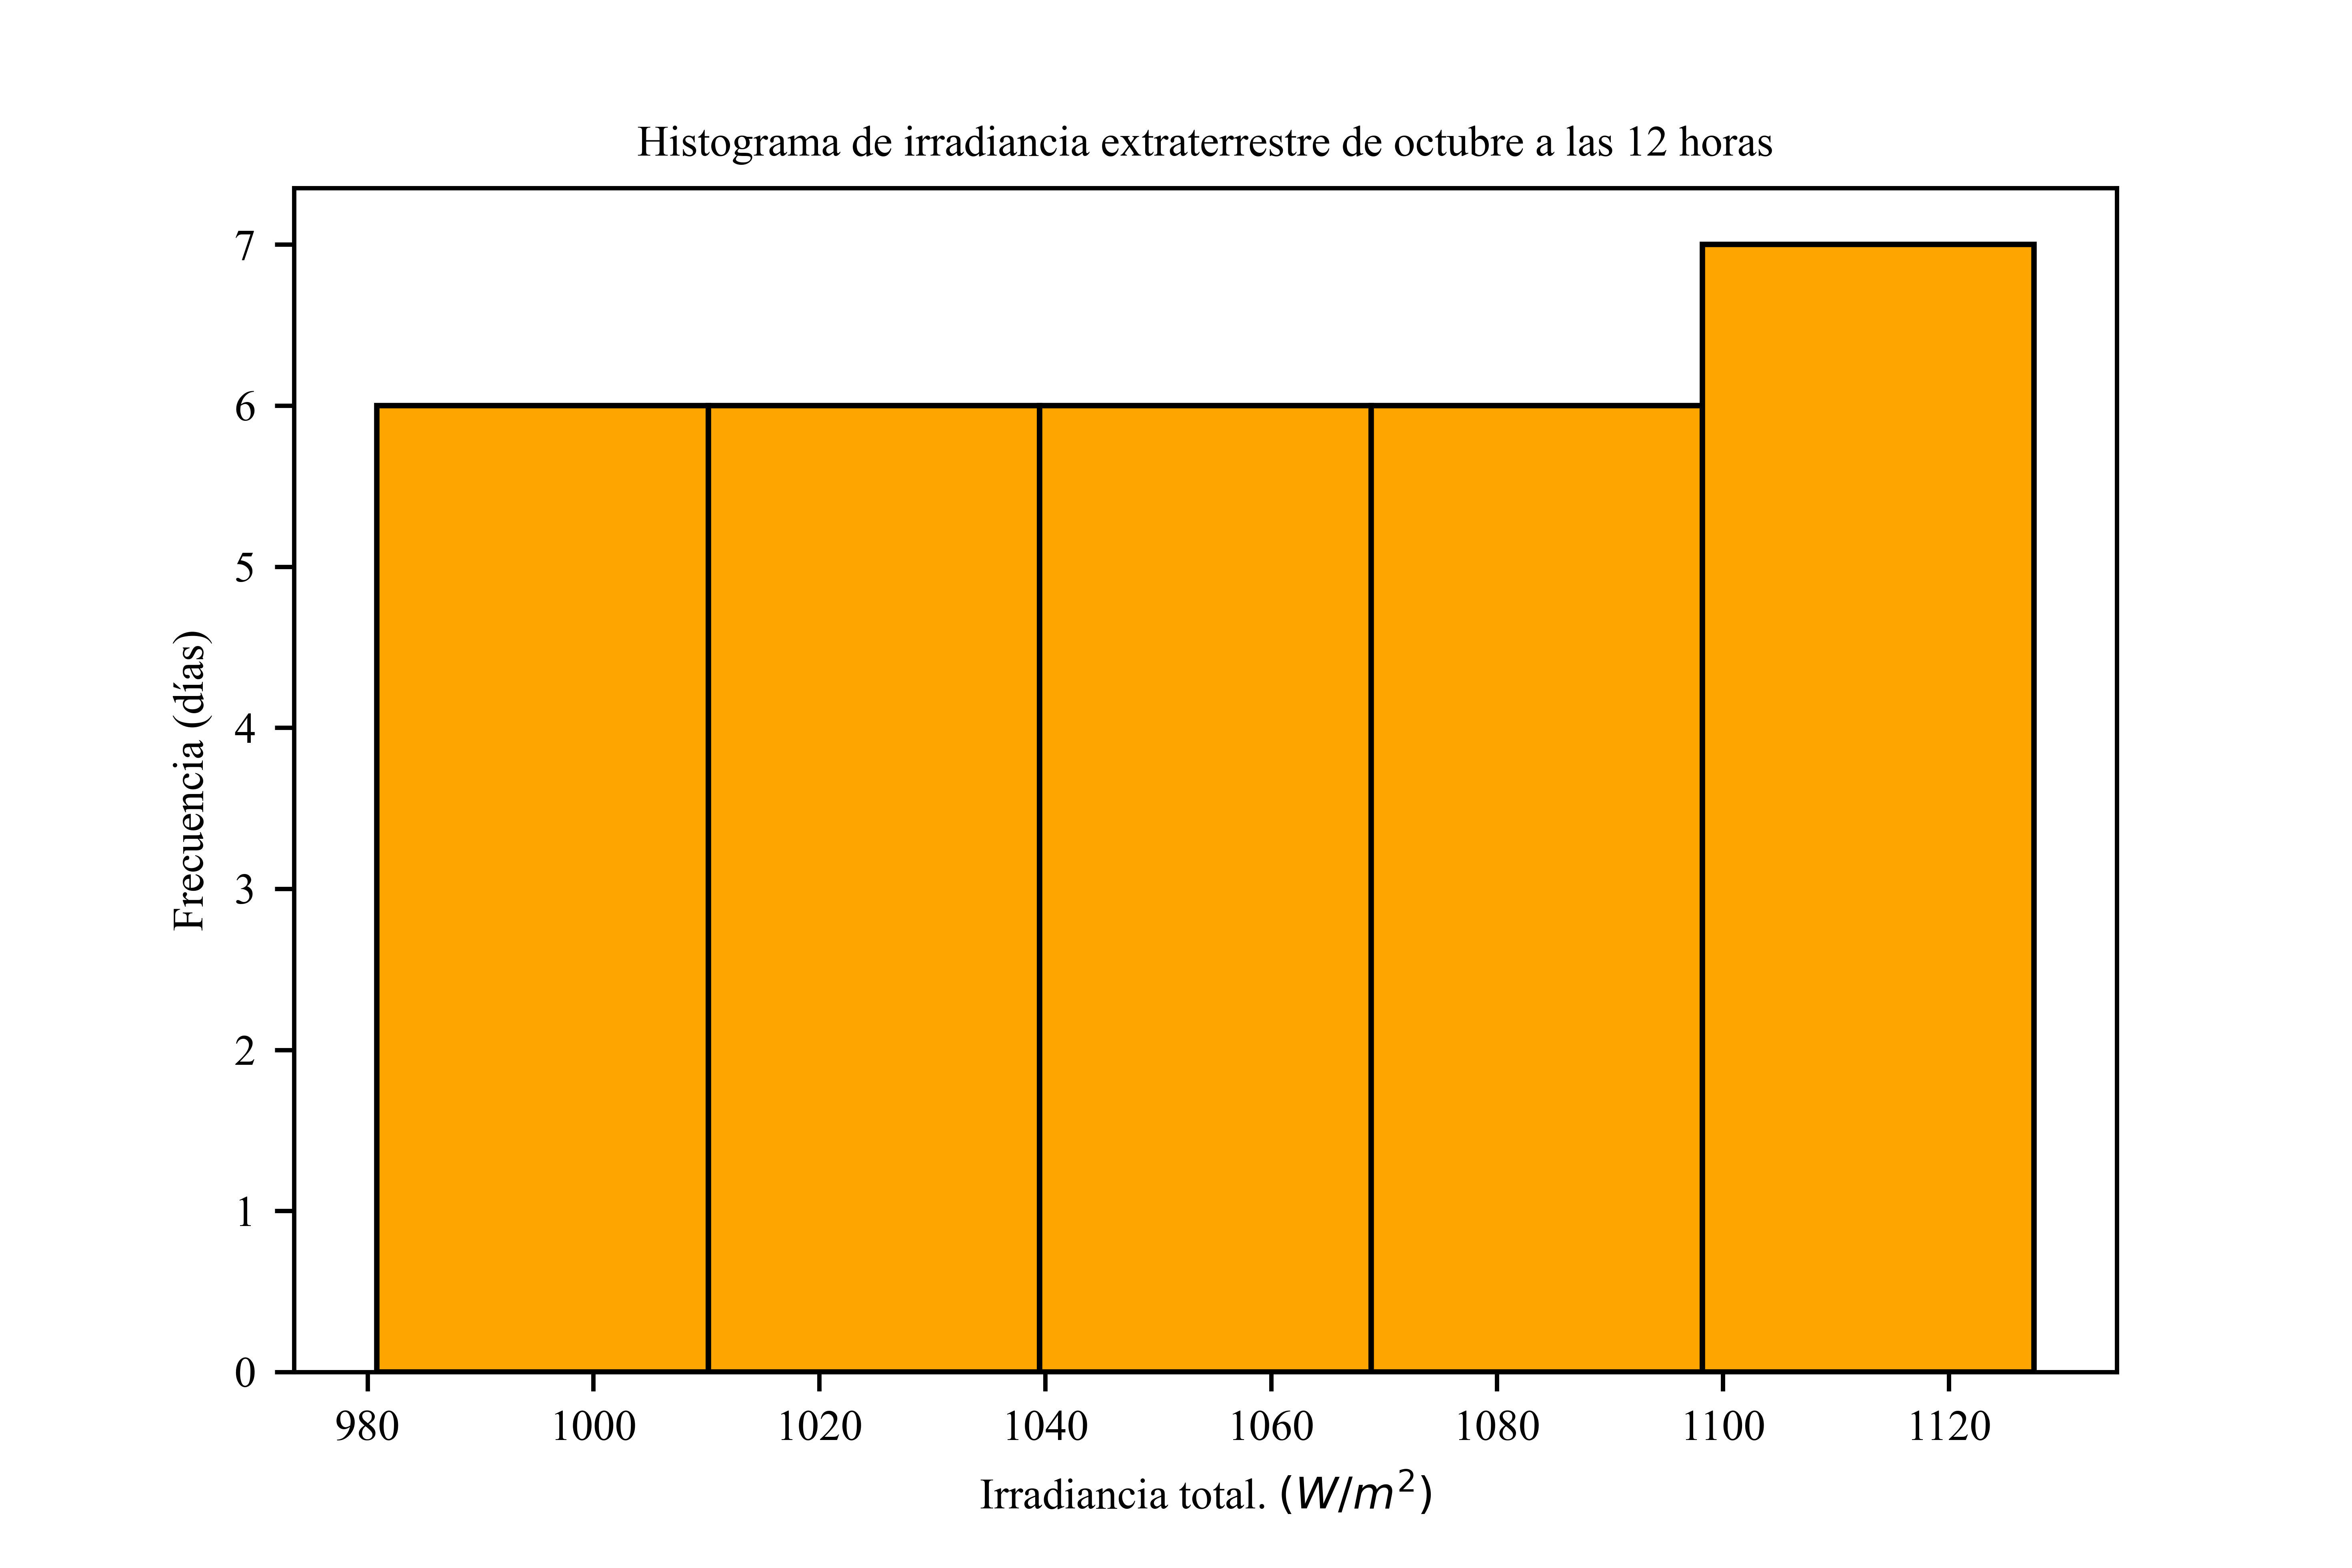 Histograma de irradiancia extraterrestre de octubre a las 12 horas
7
6
5
4
3
2
1
0
Frecuencia (días)
980 1000 1020 1040 1060 1080 1100 1120
Irradiancia total. (W/m²)